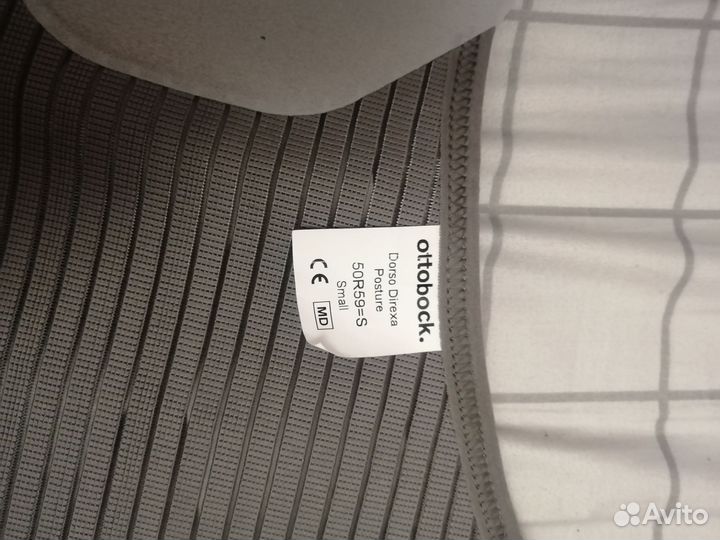 ottobock.
Dorso Direxa
Posture
50R59=S
Small
CE MD
Avito